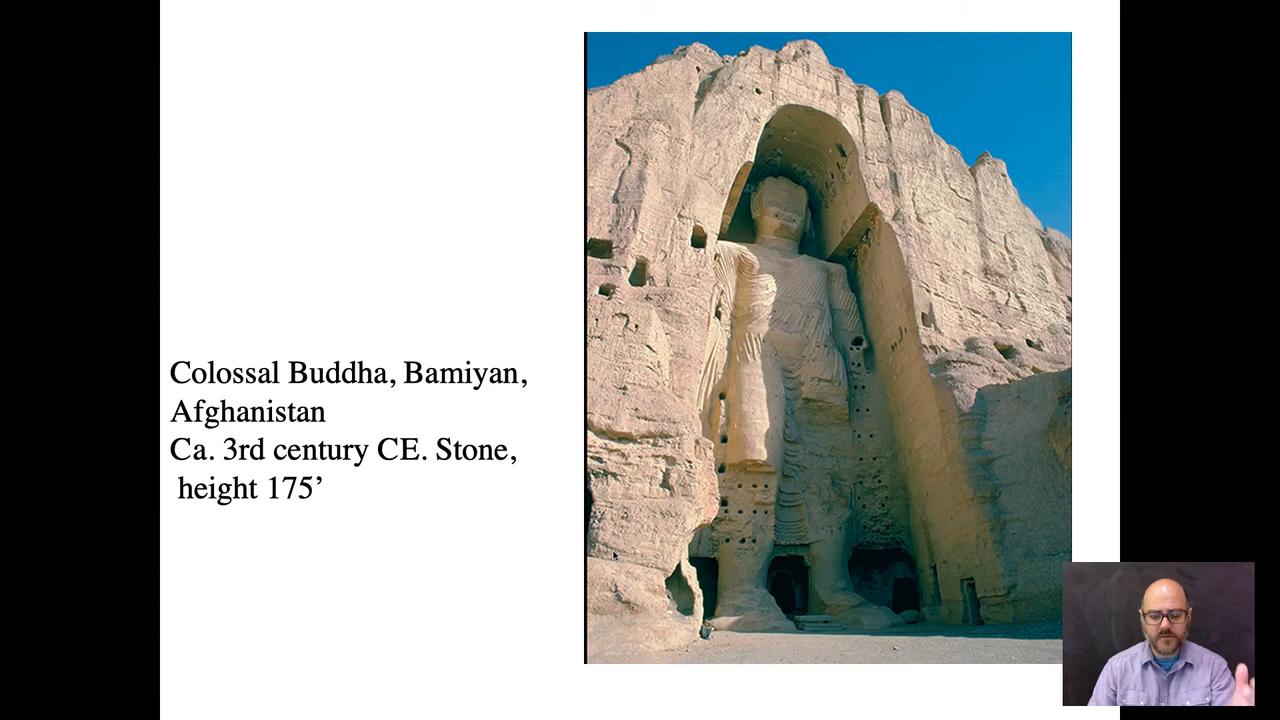 Colossal Buddha, Bamiyan,
Afghanistan
Ca. 3rd century CE. Stone,
height 175’